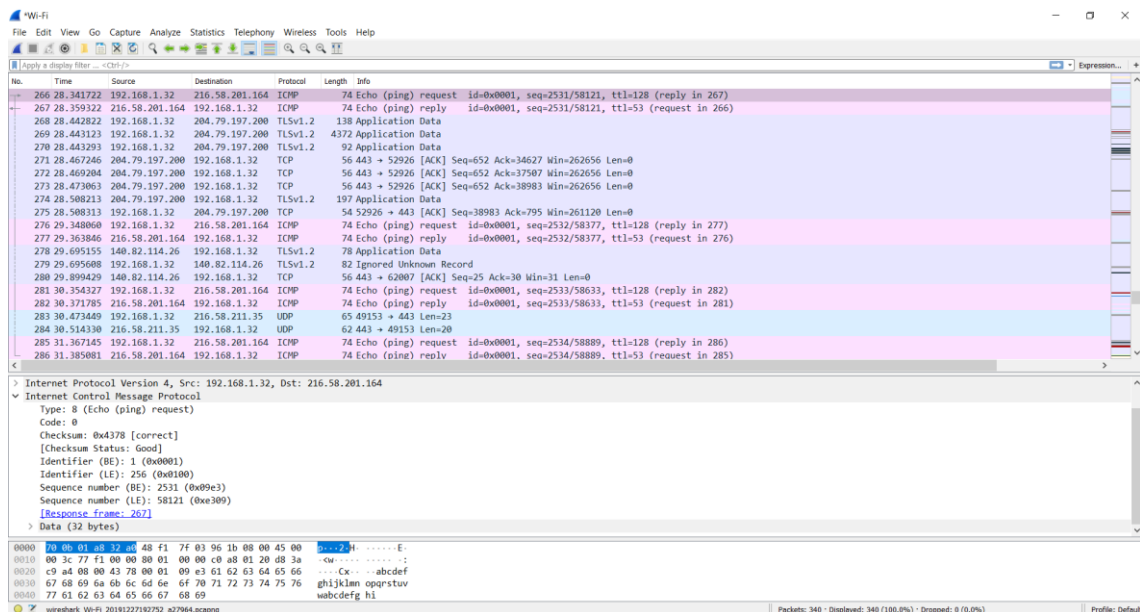 *Wi-Fi
File Edit View Go Capture Analyze Statistics Telephony Wireless Tools Help
Apply a display filter ... <Ctrl-/> Expression... +
No. Time Source Destination Protocol Length Info
266 28.341722 192.168.1.32 216.58.201.164 ICMP 74 Echo (ping) request id=0x0001, seq=2531/58121, ttl=128 (reply in 267)
267 28.359322 216.58.201.164 192.168.1.32 ICMP 74 Echo (ping) reply id=0x0001, seq=2531/58121, ttl=53 (request in 266)
268 28.442822 192.168.1.32 204.79.197.200 TLSv1.2 138 Application Data
269 28.443123 192.168.1.32 204.79.197.200 TLSv1.2 4372 Application Data
270 28.443293 192.168.1.32 204.79.197.200 TLSv1.2 92 Application Data
271 28.467246 204.79.197.200 192.168.1.32 TCP 56 443 → 52926 [ACK] Seq=652 Ack=34627 Win=262656 Len=0
272 28.469204 204.79.197.200 192.168.1.32 TCP 56 443 → 52926 [ACK] Seq=652 Ack=37507 Win=262656 Len=0
273 28.473063 204.79.197.200 192.168.1.32 TCP 56 443 → 52926 [ACK] Seq=652 Ack=38983 Win=262656 Len=0
274 28.508213 204.79.197.200 192.168.1.32 TLSv1.2 197 Application Data
275 28.508313 192.168.1.32 204.79.197.200 TCP 54 52926 → 443 [ACK] Seq=38983 Ack=795 Win=261120 Len=0
276 29.348060 192.168.1.32 216.58.201.164 ICMP 74 Echo (ping) request id=0x0001, seq=2532/58377, ttl=128 (reply in 277)
277 29.363846 216.58.201.164 192.168.1.32 ICMP 74 Echo (ping) reply id=0x0001, seq=2532/58377, ttl=53 (request in 276)
278 29.695155 140.82.114.26 192.168.1.32 TLSv1.2 78 Application Data
279 29.695608 192.168.1.32 140.82.114.26 TLSv1.2 82 Ignored Unknown Record
280 29.899429 140.82.114.26 192.168.1.32 TCP 56 443 → 62007 [ACK] Seq=25 Ack=30 Win=31 Len=0
281 30.354327 192.168.1.32 216.58.201.164 ICMP 74 Echo (ping) request id=0x0001, seq=2533/58633, ttl=128 (reply in 282)
282 30.371785 216.58.201.164 192.168.1.32 ICMP 74 Echo (ping) reply id=0x0001, seq=2533/58633, ttl=53 (request in 281)
283 30.473449 192.168.1.32 216.58.211.35 UDP 65 49153 → 443 Len=23
284 30.514330 216.58.211.35 192.168.1.32 UDP 62 443 → 49153 Len=20
285 31.367145 192.168.1.32 216.58.201.164 ICMP 74 Echo (ping) request id=0x0001, seq=2534/58889, ttl=128 (reply in 286)
286 31.385081 216.58.201.164 192.168.1.32 ICMP 74 Echo (ping) reply id=0x0001, seq=2534/58889, ttl=53 (request in 285)
> Internet Protocol Version 4, Src: 192.168.1.32, Dst: 216.58.201.164
Internet Control Message Protocol
Type: 8 (Echo (ping) request)
Code: 0
Checksum: 0x4378 [correct]
[Checksum Status: Good]
Identifier (BE): 1 (0x0001)
Identifier (LE): 256 (0x0100)
Sequence number (BE): 2531 (0x09e3)
Sequence number (LE): 58121 (0xe309)
[Response frame: 267]
> Data (32 bytes)
0000 70 0b 01 a8 32 a0 48 f1 7f 03 96 1b 08 00 45 00 p···2·H· ······E·
0010 00 3c 77 f1 00 00 80 01 00 00 c0 a8 01 20 d8 3a ·<w····· ····· ·:
0020 c9 a4 08 00 43 78 00 01 09 e3 61 62 63 64 65 66 ····Cx·· ··abcdef
0030 67 68 69 6a 6b 6c 6d 6e 6f 70 71 72 73 74 75 76 ghijklmn opqrstuv
0040 77 61 62 63 64 65 66 67 68 69 wabcdefg hi
wireshark_Wi-Fi_20191227192752_a27964.pcapng Packets: 340 · Displayed: 340 (100.0%) · Dropped: 0 (0.0%) Profile: Default